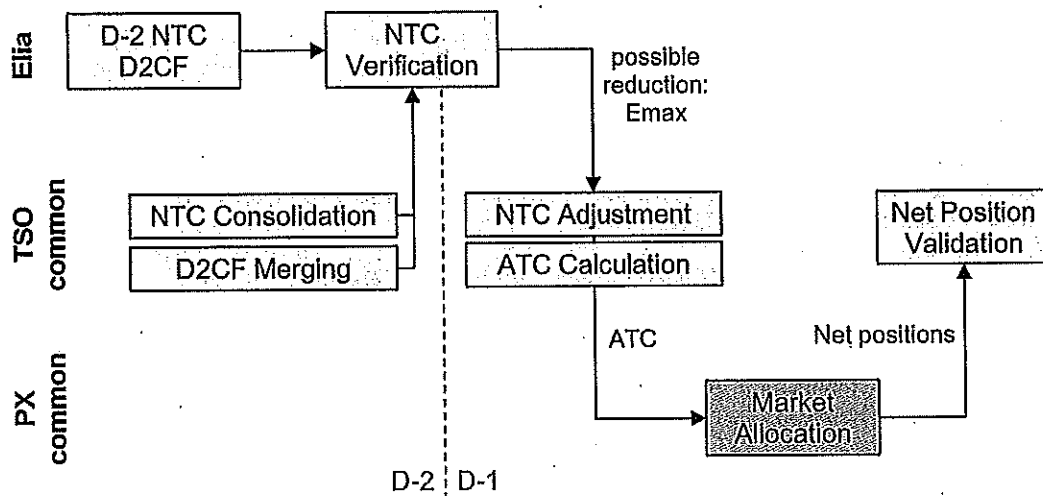 Elia
D-2 NTC
D2CF
NTC
Verification
possible
reduction:
Emax
TSO
common
NTC Consolidation
D2CF Merging
NTC Adjustment
ATC Calculation
Net Position
Validation
ATC
Net positions
PX
common
Market
Allocation
D-2
D-1